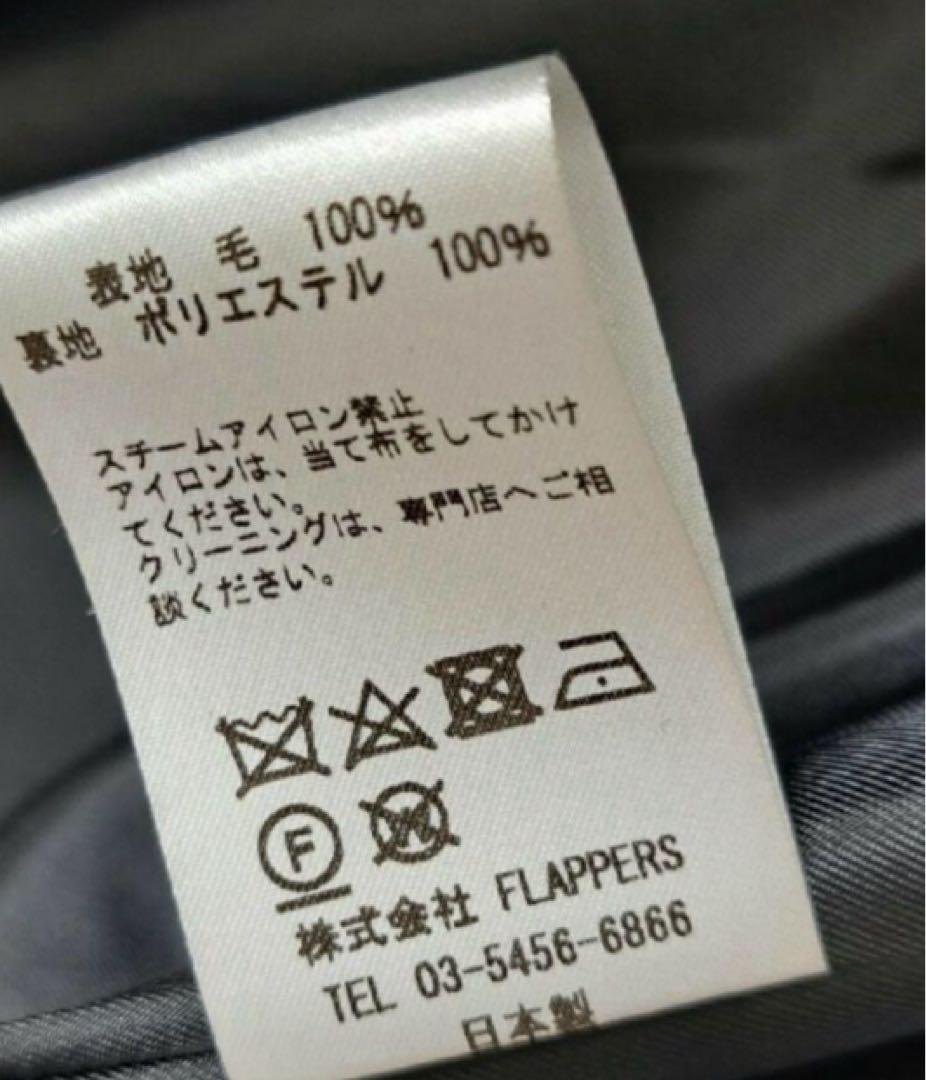 表地 毛 100%
裏地 ポリエステル 100%
スチームアイロン禁止
アイロンは、当て布をしてかけ
てください。
クリーニングは、専門店へご相
談ください。
F W
株式会社 FLAPPERS
TEL 03-5456-6866
日本製